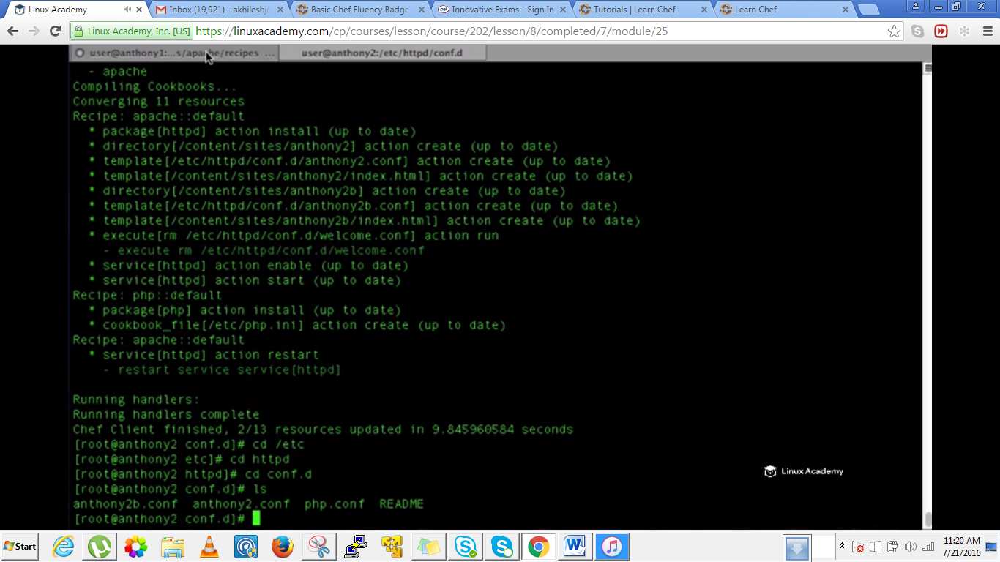 Linux Academy
Inbox (19,921) - akhileshjo
Basic Chef Fluency Badge
Innovative Exams - Sign In
Tutorials | Learn Chef
Learn Chef
Linux Academy, Inc. [US]
https://linuxacademy.com/cp/courses/lesson/course/202/lesson/8/completed/7/module/25
user@anthony1:...s/apache/recipes ...
user@anthony2:/etc/httpd/conf.d
- apache
Compiling Cookbooks...
Converging 11 resources
Recipe: apache::default
* package[httpd] action install (up to date)
* directory[/content/sites/anthony2] action create (up to date)
* template[/etc/httpd/conf.d/anthony2.conf] action create (up to date)
* template[/content/sites/anthony2/index.html] action create (up to date)
* directory[/content/sites/anthony2b] action create (up to date)
* template[/etc/httpd/conf.d/anthony2b.conf] action create (up to date)
* template[/content/sites/anthony2b/index.html] action create (up to date)
* execute[rm /etc/httpd/conf.d/welcome.conf] action run
- execute rm /etc/httpd/conf.d/welcome.conf
* service[httpd] action enable (up to date)
* service[httpd] action start (up to date)
Recipe: php::default
* package[php] action install (up to date)
* cookbook_file[/etc/php.ini] action create (up to date)
Recipe: apache::default
* service[httpd] action restart
- restart service service[httpd]
Running handlers:
Running handlers complete
Chef Client finished, 2/13 resources updated in 9.845960584 seconds
[root@anthony2 conf.d]# cd /etc
[root@anthony2 etc]# cd httpd
[root@anthony2 httpd]# cd conf.d
[root@anthony2 conf.d]# ls
anthony2b.conf anthony2.conf php.conf README
[root@anthony2 conf.d]#
Linux Academy
Start
11:20 AM
7/21/2016